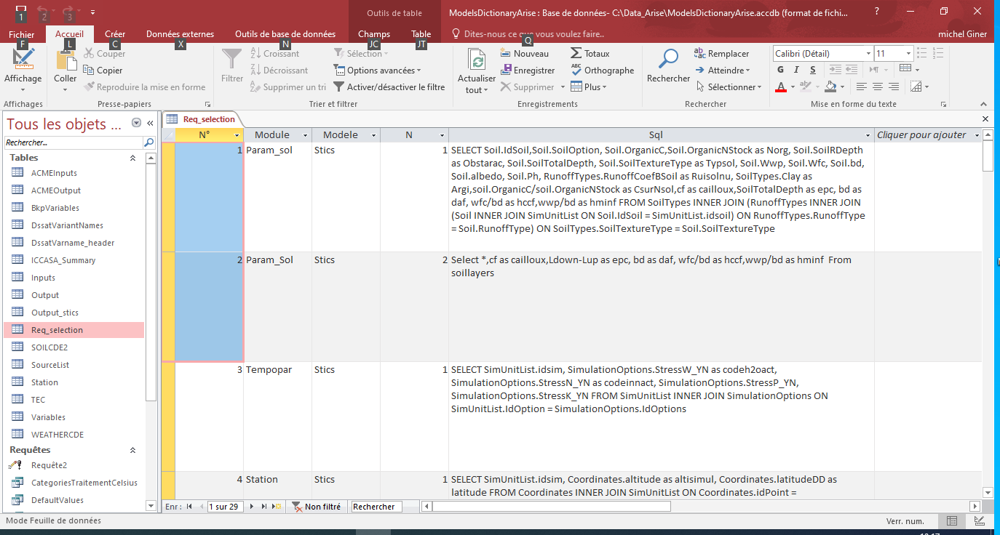 1 2 3
Outils de table
ModelsDictionaryArise : Base de données- C:\Data_Arise\ModelsDictionaryArise.accdb (format de fichi...
?
Fichier Accueil Créer Données externes Outils de base de données Champs Table Dites-nous ce que vous voulez faire.. michel Giner
F L C X N JC JT Q
Affichage
Coller
Couper
Copier
Reproduire la mise en forme
Filtrer
Croissant
Décroissant
Supprimer un tri
Sélection
Options avancées
Activer/désactiver le filtre
Actualiser
tout
Nouveau
Enregistrer
Supprimer
Totaux
Orthographe
Plus
Rechercher
Remplacer
Atteindre
Sélectionner
Calibri (Détail) 11
G I S
A
Affichages Presse-papiers Trier et filtrer Enregistrements Rechercher Mise en forme du texte
Tous les objets ...
Rechercher...
Tables
ACMEInputs
ACMEOutput
BkpVariables
DssatVariantNames
DssatVarname_header
ICCASA_Summary
Inputs
Output
Output_stics
Req_selection
SOILCDE2
SourceList
Station
TEC
Variables
WEATHERCDE
Requêtes
Requête2
CategoriesTraitementCelsius
DefaultValues
Req_selection
N° Module Modele N Sql Cliquer pour ajouter
1 Param_sol Stics 1 SELECT Soil.IdSoil,Soil.SoilOption, Soil.OrganicC,Soil.OrganicNStock as Norg, Soil.SoilRDepth
as Obstarac, Soil.SoilTotalDepth, Soil.SoilTextureType as Typsol, Soil.Wwp, Soil.Wfc, Soil.bd,
Soil.albedo, Soil.Ph, RunoffTypes.RunoffCoefBSoil as Ruisolnu, SoilTypes.Clay as
Argi,soil.OrganicC/soil.OrganicNStock as CsurNsol,cf as cailloux,SoilTotalDepth as epc, bd as
daf, wfc/bd as hccf,wwp/bd as hminf FROM SoilTypes INNER JOIN (RunoffTypes INNER JOIN
(Soil INNER JOIN SimUnitList ON Soil.IdSoil = SimUnitList.idsoil) ON RunoffTypes.RunoffType
= Soil.RunoffType) ON SoilTypes.SoilTextureType = Soil.SoilTextureType
2 Param_Sol Stics 2 Select *,cf as cailloux,Ldown-Lup as epc, bd as daf, wfc/bd as hccf,wwp/bd as hminf  From
soillayers
3 Tempopar Stics 1 SELECT SimUnitList.idsim, SimulationOptions.StressW_YN as codeh2oact,
SimulationOptions.StressN_YN as codeinnact, SimulationOptions.StressP_YN,
SimulationOptions.StressK_YN FROM SimUnitList INNER JOIN SimulationOptions ON
SimUnitList.IdOption = SimulationOptions.IdOptions
4 Station Stics 1 SELECT SimUnitList.idsim, Coordinates.altitude as altisimul, Coordinates.latitudeDD as
latitude FROM Coordinates INNER JOIN SimUnitList ON Coordinates.idPoint =
Enr : 1 sur 29 Non filtré Rechercher
Mode Feuille de données Verr. num.